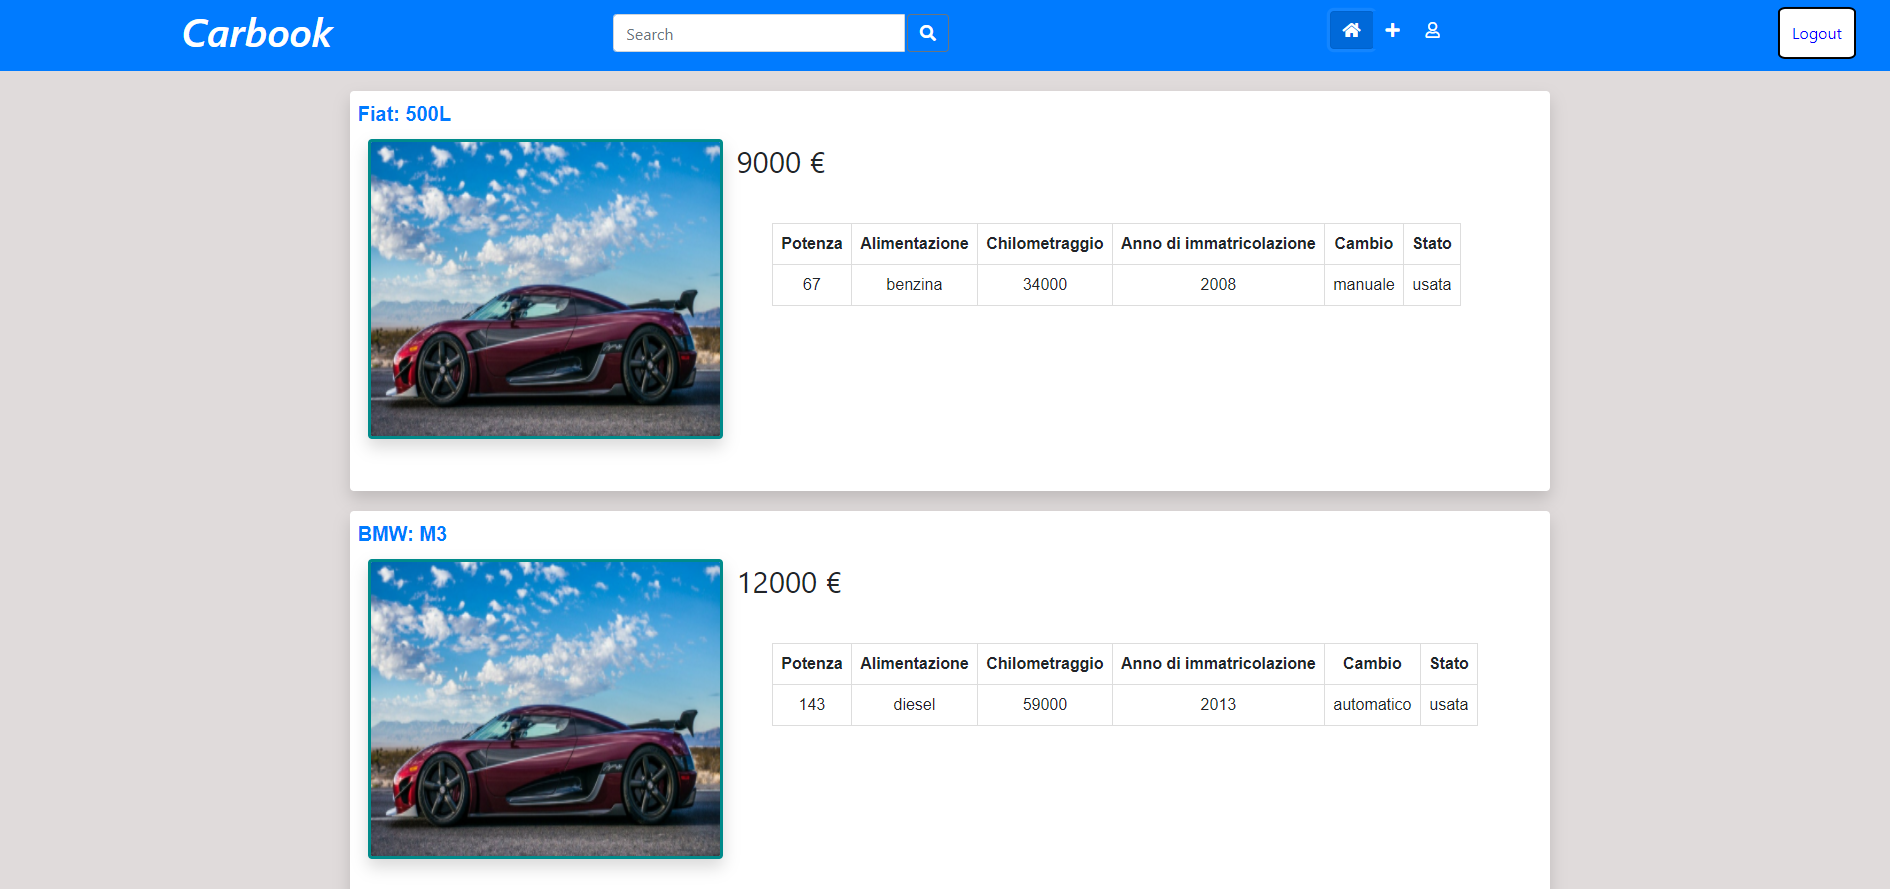 Carbook
Search
Logout
Fiat: 500L
9000 €
Potenza Alimentazione Chilometraggio Anno di immatricolazione Cambio Stato
67 benzina 34000 2008 manuale usata
BMW: M3
12000 €
Potenza Alimentazione Chilometraggio Anno di immatricolazione Cambio Stato
143 diesel 59000 2013 automatico usata